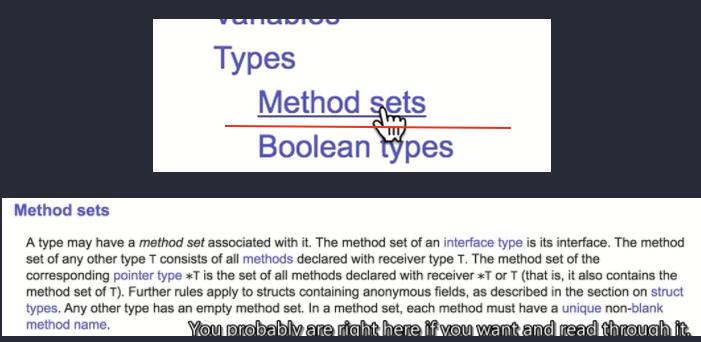 Variables
Types
Method sets
Boolean types
Method sets
A type may have a method set associated with it. The method set of an interface type is its interface. The method
set of any other type T consists of all methods declared with receiver type T. The method set of the
corresponding pointer type *T is the set of all methods declared with receiver *T or T (that is, it also contains the
method set of T). Further rules apply to structs containing anonymous fields, as described in the section on struct
types. Any other type has an empty method set. In a method set, each method must have a unique non-blank
method name.
You probably are right here if you want and read through it.